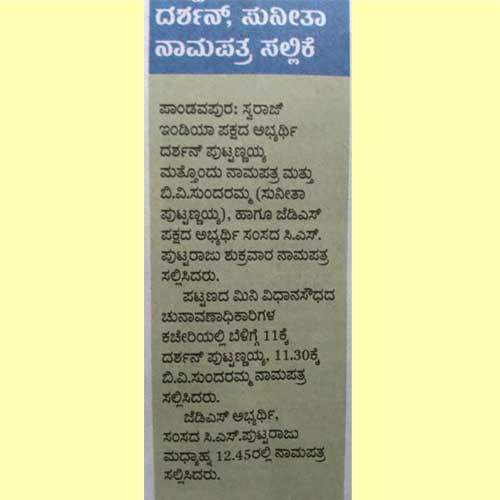 ದರ್ಶನ್, ಸುನೀತಾ
ನಾಮಪತ್ರ ಸಲ್ಲಿಕೆ
ಪಾಂಡವಪುರ: ಸ್ವರಾಜ್
ಇಂಡಿಯಾ ಪಕ್ಷದ ಅಭ್ಯರ್ಥಿ
ದರ್ಶನ್ ಪುಟ್ಟಣ್ಣಯ್ಯ
ಮತ್ತೊಂದು ನಾಮಪತ್ರ ಮತ್ತು
ಬಿ.ವಿ.ಸುಂದರಮ್ಮ (ಸುನೀತಾ
ಪುಟ್ಟಣ್ಣಯ್ಯ), ಹಾಗೂ ಜೆಡಿಎಸ್
ಪಕ್ಷದ ಅಭ್ಯರ್ಥಿ ಸಂಸದ ಸಿ.ಎಸ್.
ಪುಟ್ಟರಾಜು ಶುಕ್ರವಾರ ನಾಮಪತ್ರ
ಸಲ್ಲಿಸಿದರು.
ಪಟ್ಟಣದ ಮಿನಿ ವಿಧಾನಸೌಧದ
ಚುನಾವಣಾಧಿಕಾರಿಗಳ
ಕಚೇರಿಯಲ್ಲಿ ಬೆಳಿಗ್ಗೆ 11ಕ್ಕೆ
ದರ್ಶನ್ ಪುಟ್ಟಣ್ಣಯ್ಯ, 11.30ಕ್ಕೆ
ಬಿ.ವಿ.ಸುಂದರಮ್ಮ ನಾಮಪತ್ರ
ಸಲ್ಲಿಸಿದರು.
ಜೆಡಿಎಸ್ ಅಭ್ಯರ್ಥಿ,
ಸಂಸದ ಸಿ.ಎಸ್.ಪುಟ್ಟರಾಜು
ಮಧ್ಯಾಹ್ನ 12.45ರಲ್ಲಿ ನಾಮಪತ್ರ
ಸಲ್ಲಿಸಿದರು.